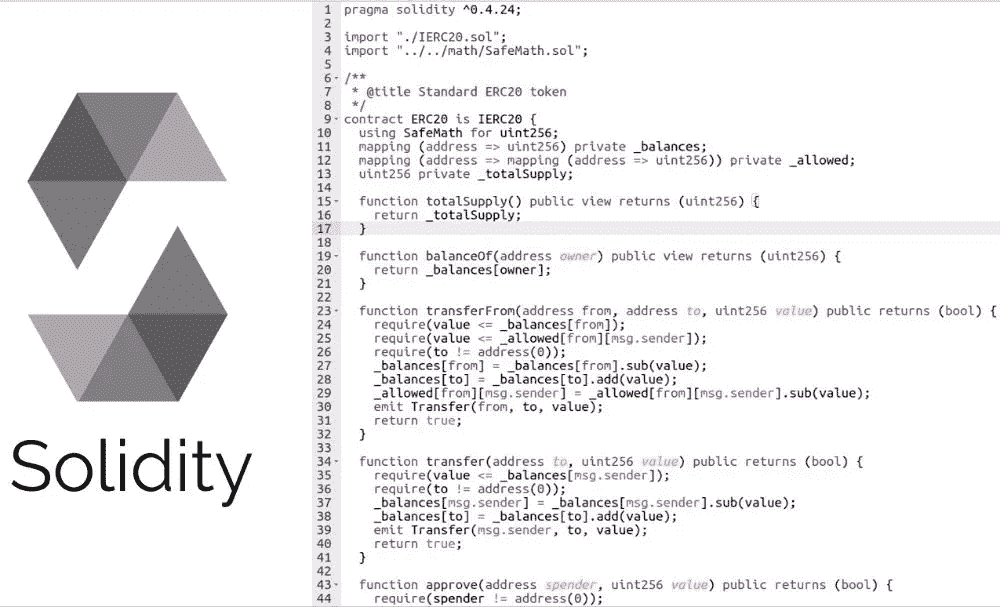 Solidity
1 pragma solidity ^0.4.24;
2
3 import "./IERC20.sol";
4 import "../../math/SafeMath.sol";
5
6 /**
7  * @title Standard ERC20 token
8  */
9 contract ERC20 is IERC20 {
10   using SafeMath for uint256;
11   mapping (address => uint256) private _balances;
12   mapping (address => mapping (address => uint256)) private _allowed;
13   uint256 private _totalSupply;
14
15   function totalSupply() public view returns (uint256) {
16     return _totalSupply;
17   }
18
19   function balanceOf(address owner) public view returns (uint256) {
20     return _balances[owner];
21   }
22
23   function transferFrom(address from, address to, uint256 value) public returns (bool) {
24     require(value <= _balances[from]);
25     require(value <= _allowed[from][msg.sender]);
26     require(to != address(0));
27     _balances[from] = _balances[from].sub(value);
28     _balances[to] = _balances[to].add(value);
29     _allowed[from][msg.sender] = _allowed[from][msg.sender].sub(value);
30     emit Transfer(from, to, value);
31     return true;
32   }
33
34   function transfer(address to, uint256 value) public returns (bool) {
35     require(value <= _balances[msg.sender]);
36     require(to != address(0));
37     _balances[msg.sender] = _balances[msg.sender].sub(value);
38     _balances[to] = _balances[to].add(value);
39     emit Transfer(msg.sender, to, value);
40     return true;
41   }
42
43   function approve(address spender, uint256 value) public returns (bool) {
44     require(spender != address(0));